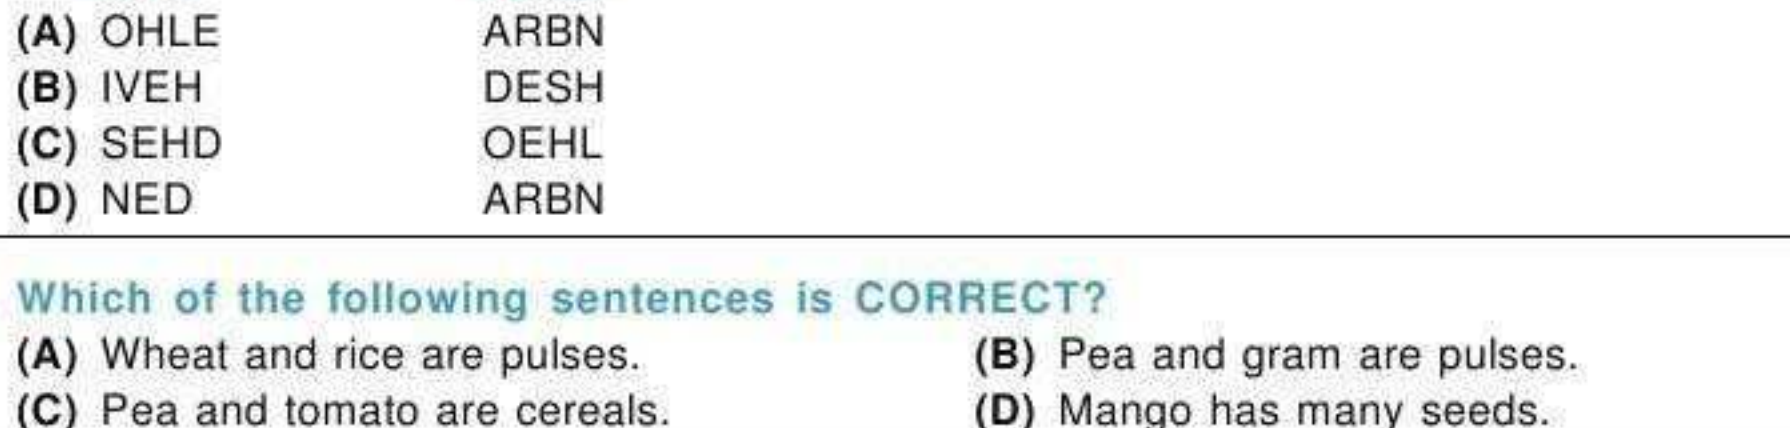 (A) OHLE ARBN
(B) IVEH DESH
(C) SEHD OEHL
(D) NED ARBN
Which of the following sentences is CORRECT?
(A) Wheat and rice are pulses. (B) Pea and gram are pulses.
(C) Pea and tomato are cereals. (D) Mango has many seeds.